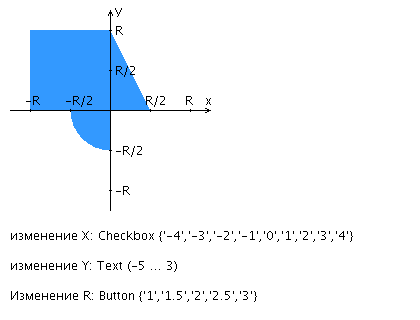 y
R
R/2
-R
-R/2
R/2
R
x
-R/2
-R
изменение X: Checkbox {'-4','-3','-2','-1','0','1','2','3','4'}
изменение Y: Text (-5 ... 3)
Изменение R: Button {'1','1.5','2','2.5','3'}